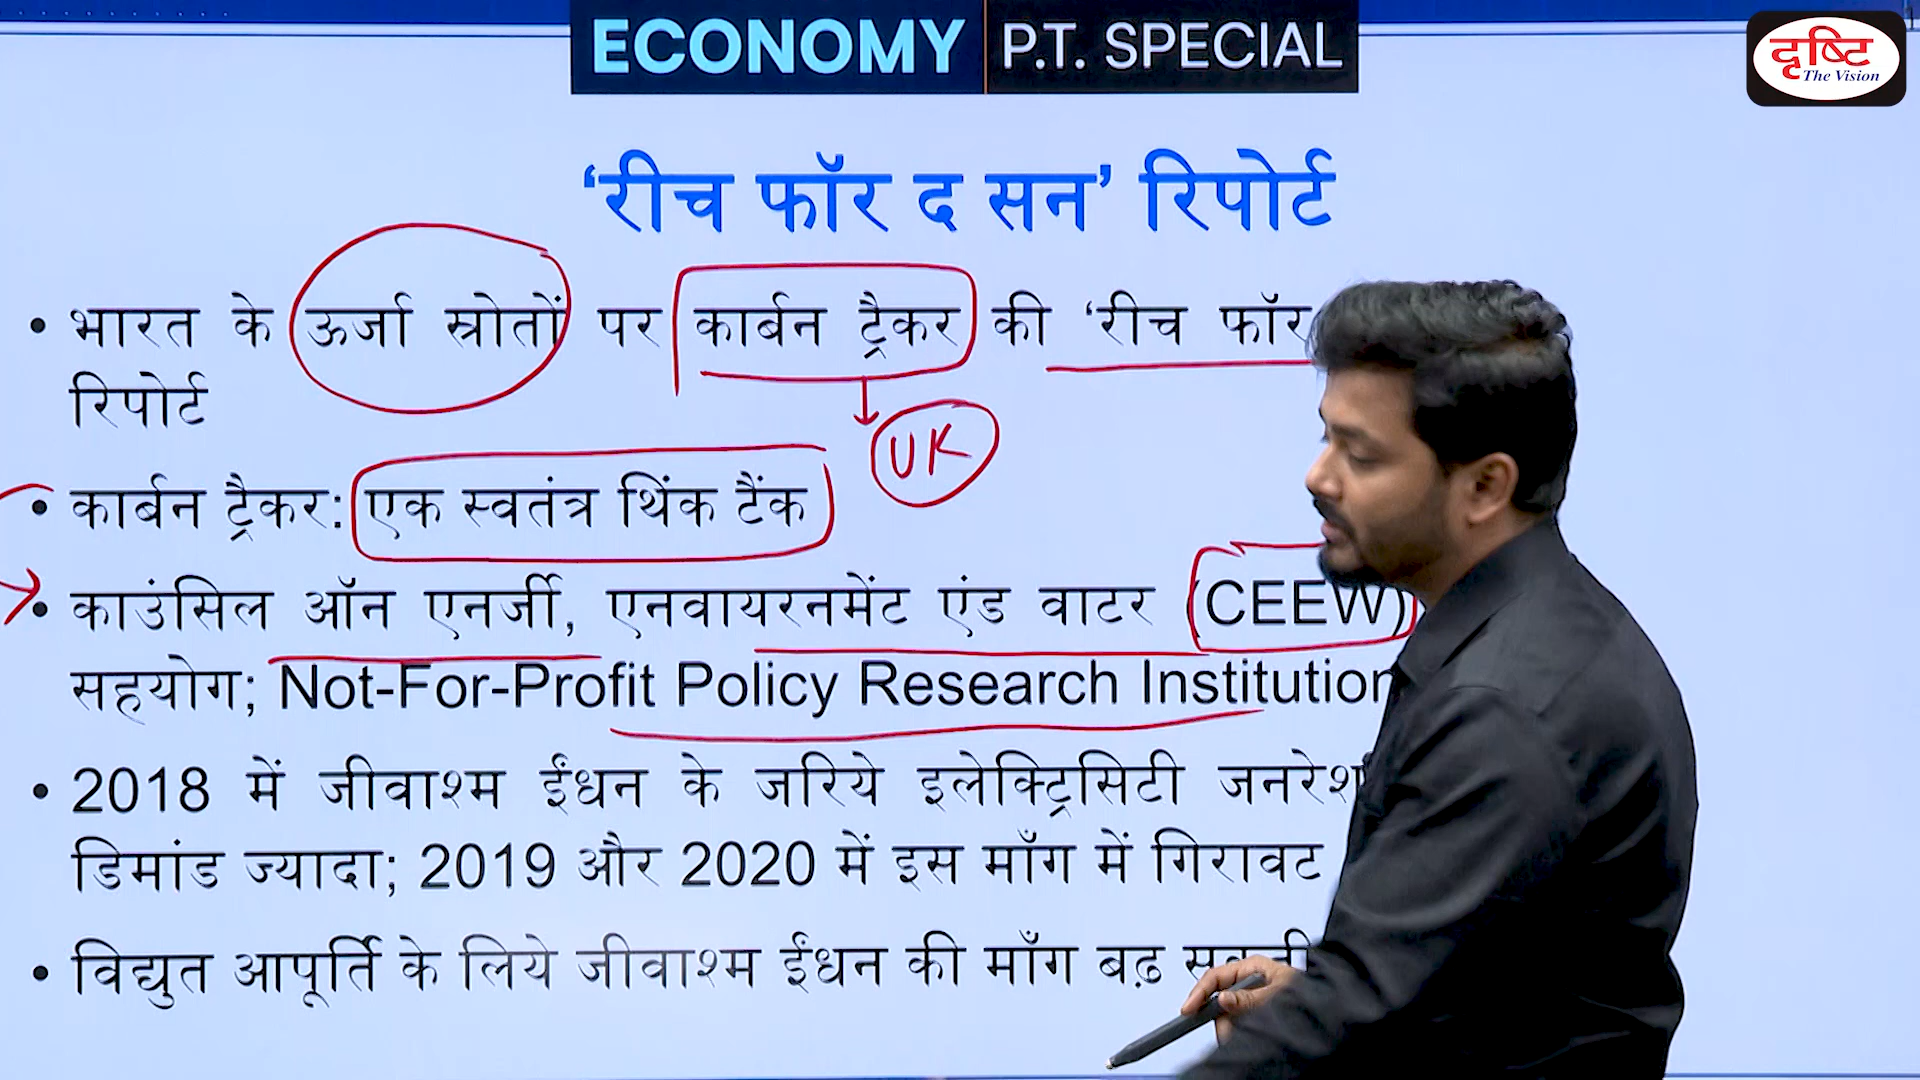 ECONOMY P.T. SPECIAL
दृष्टि
The Vision
‘रीच फॉर द सन’ रिपोर्ट
• भारत के ऊर्जा स्रोतों पर कार्बन ट्रैकर की ‘रीच फॉर
रिपोर्ट
UK
• कार्बन ट्रैकर: एक स्वतंत्र थिंक टैंक
• काउंसिल ऑन एनर्जी, एनवायरनमेंट एंड वाटर (CEEW)
सहयोग; Not-For-Profit Policy Research Institution
• 2018 में जीवाश्म ईंधन के जरिये इलेक्ट्रिसिटी
डिमांड ज्यादा; 2019 और 2020 में इस माँग में गिरावट
• विद्युत आपूर्ति के लिये जीवाश्म ईंधन की माँग बढ़